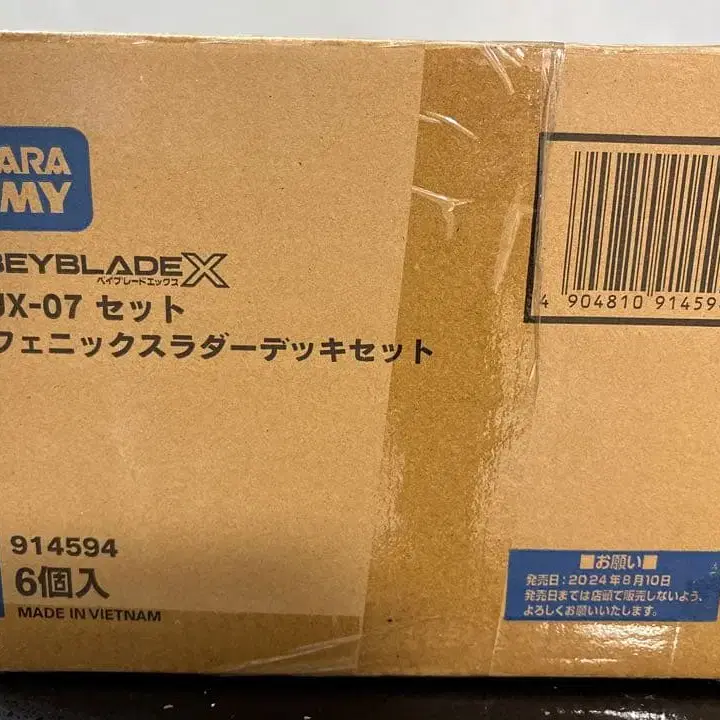 ARA
MY
BEYBLADE X
ベイブレードエックス
UX-07 セット
フェニックスラダーデッキセット
4 904810 91459
914594
6個入
MADE IN VIETNAM
■お願い■
発売日:2024年8月10日
発売日までは店頭で販売しないよう、
よろしくお願いいたします。